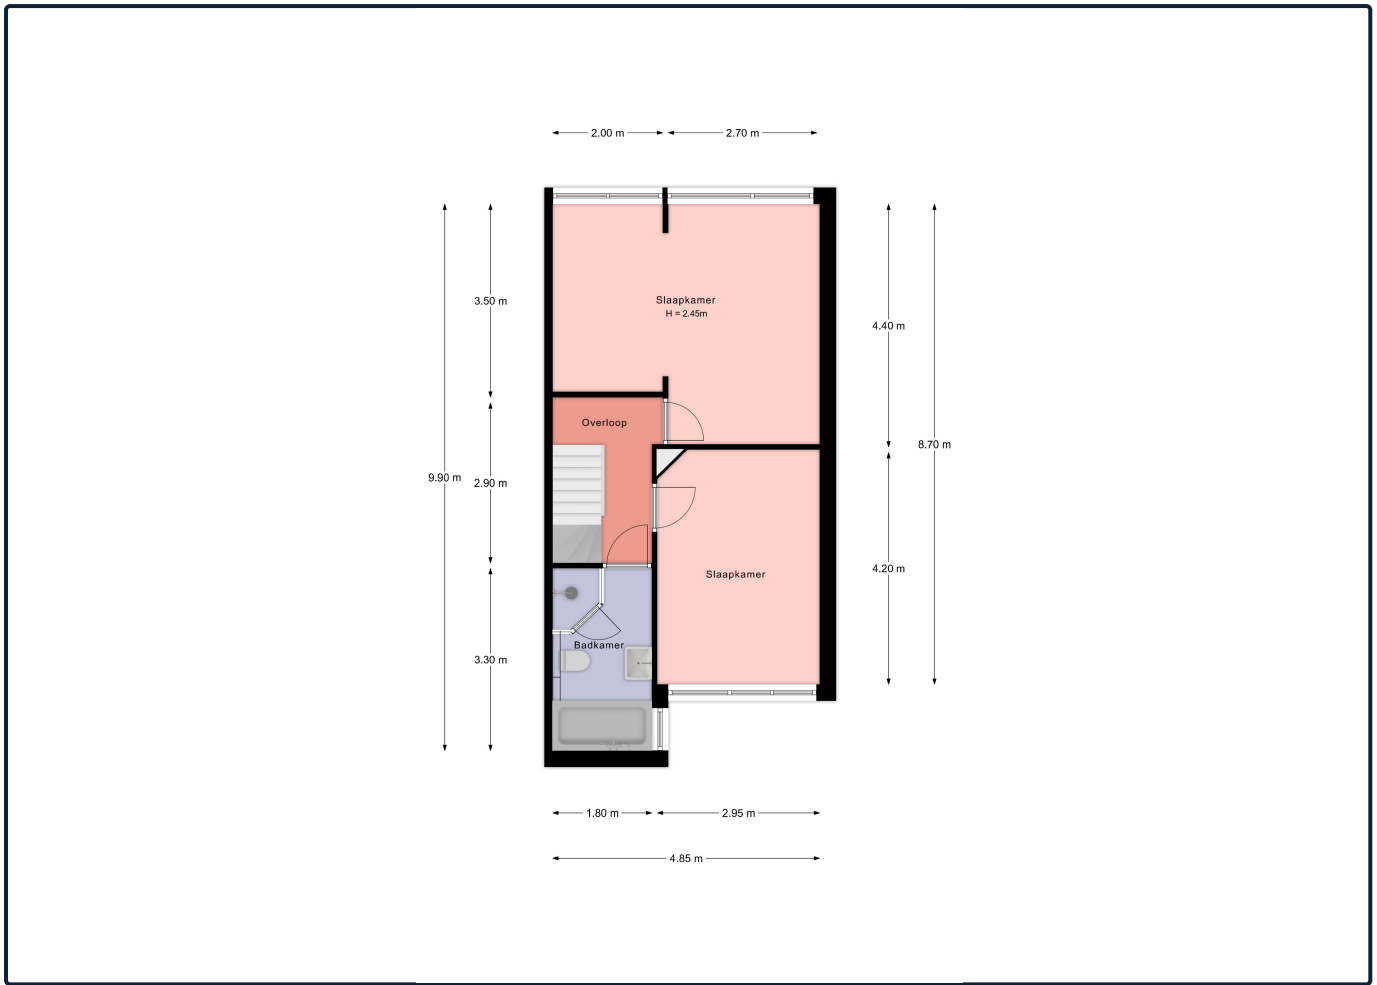 2.00 m
2.70 m
3.50 m
Slaapkamer
H = 2.45m
4.40 m
Overloop
8.70 m
9.90 m
2.90 m
4.20 m
Slaapkamer
Badkamer
3.30 m
1.80 m
2.95 m
4.85 m